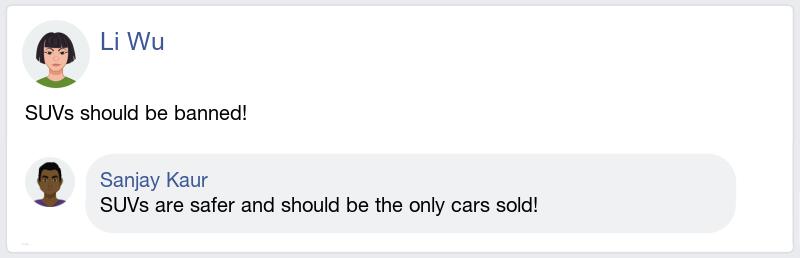 Li Wu
SUVs should be banned!
Sanjay Kaur
SUVs are safer and should be the only cars sold!